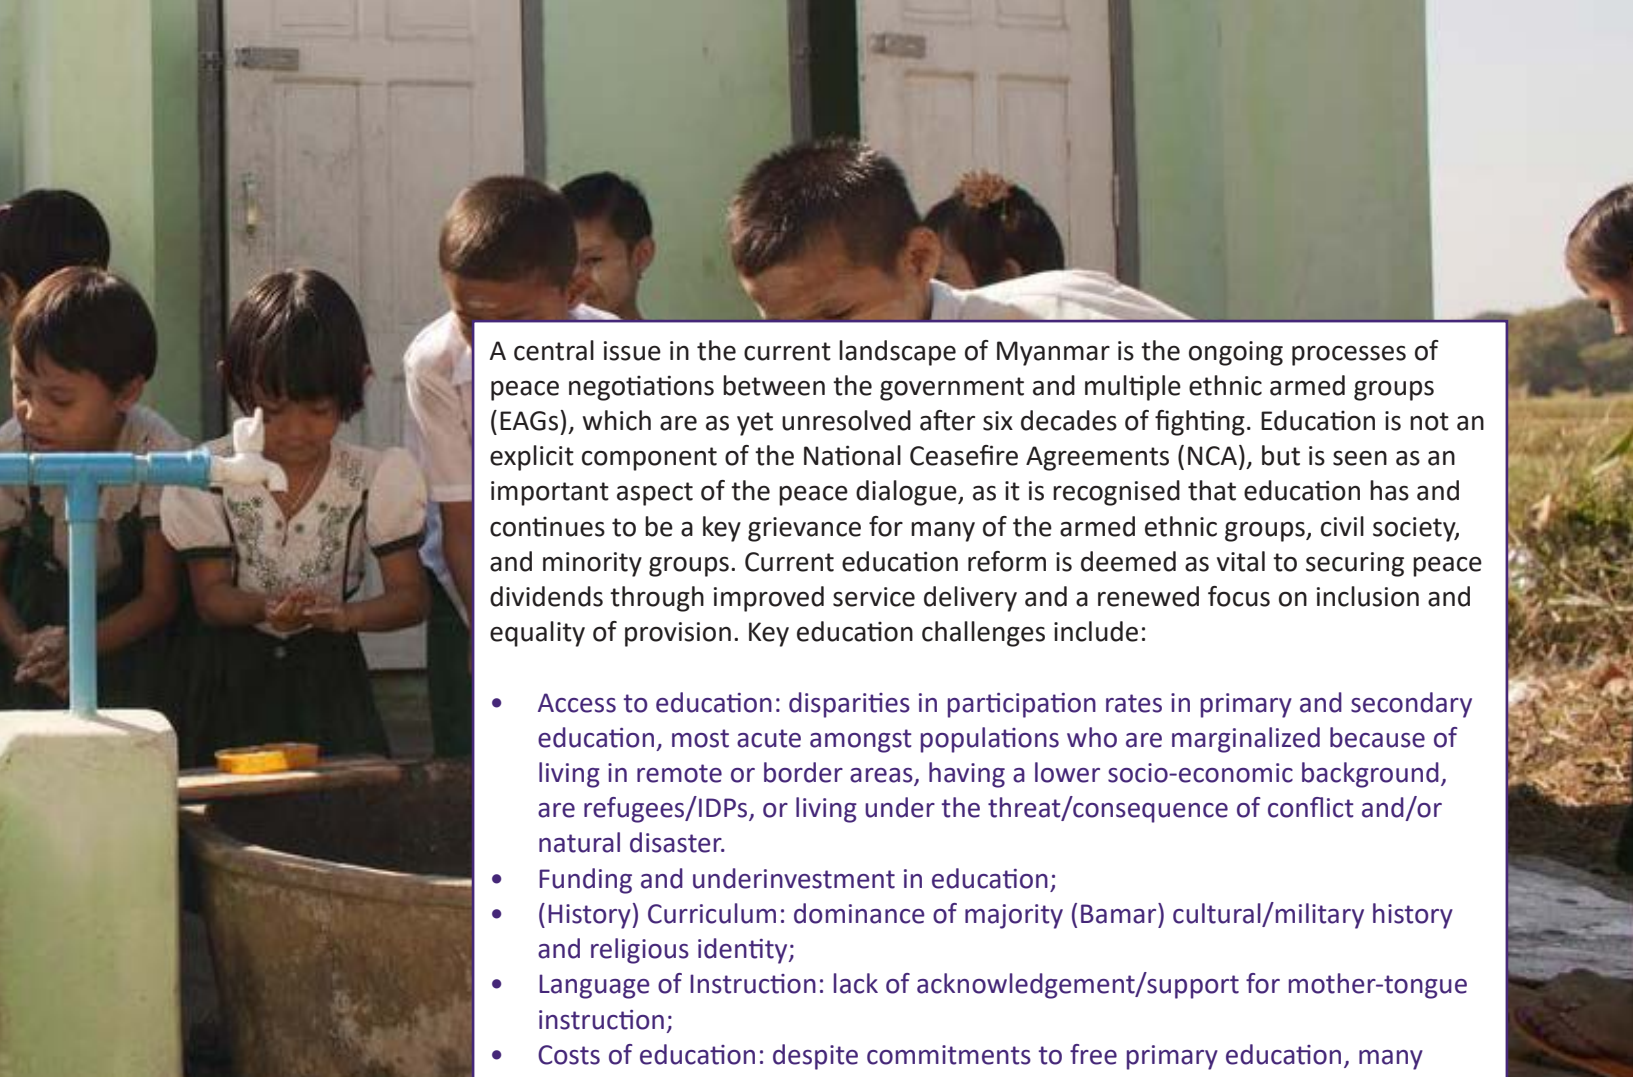 A central issue in the current landscape of Myanmar is the ongoing processes of
peace negotiations between the government and multiple ethnic armed groups
(EAGs), which are as yet unresolved after six decades of fighting. Education is not an
explicit component of the National Ceasefire Agreements (NCA), but is seen as an
important aspect of the peace dialogue, as it is recognised that education has and
continues to be a key grievance for many of the armed ethnic groups, civil society,
and minority groups. Current education reform is deemed as vital to securing peace
dividends through improved service delivery and a renewed focus on inclusion and
equality of provision. Key education challenges include:
• Access to education: disparities in participation rates in primary and secondary
education, most acute amongst populations who are marginalized because of
living in remote or border areas, having a lower socio-economic background,
are refugees/IDPs, or living under the threat/consequence of conflict and/or
natural disaster.
• Funding and underinvestment in education;
• (History) Curriculum: dominance of majority (Bamar) cultural/military history
and religious identity;
• Language of Instruction: lack of acknowledgement/support for mother-tongue
instruction;
• Costs of education: despite commitments to free primary education, many